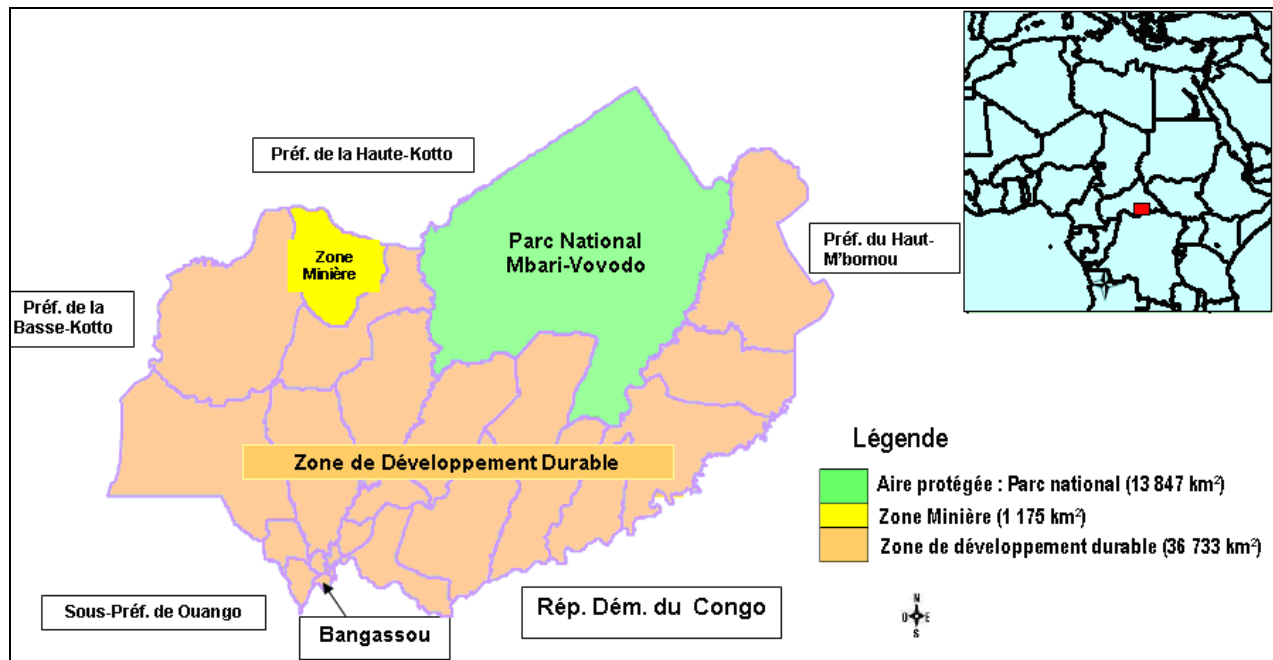 Préf. de la Haute-Kotto
Parc National
Mbari-Vovodo
Préf. du Haut-
M'bomou
Zone
Minière
Préf. de la
Basse-Kotto
Zone de Développement Durable
Légende
Aire protégée : Parc national (13 847 km²)
Zone Minière (1 175 km²)
Zone de développement durable (36 733 km²)
Sous-Préf. de Ouango
Bangassou
Rép. Dém. du Congo
N
O E
S